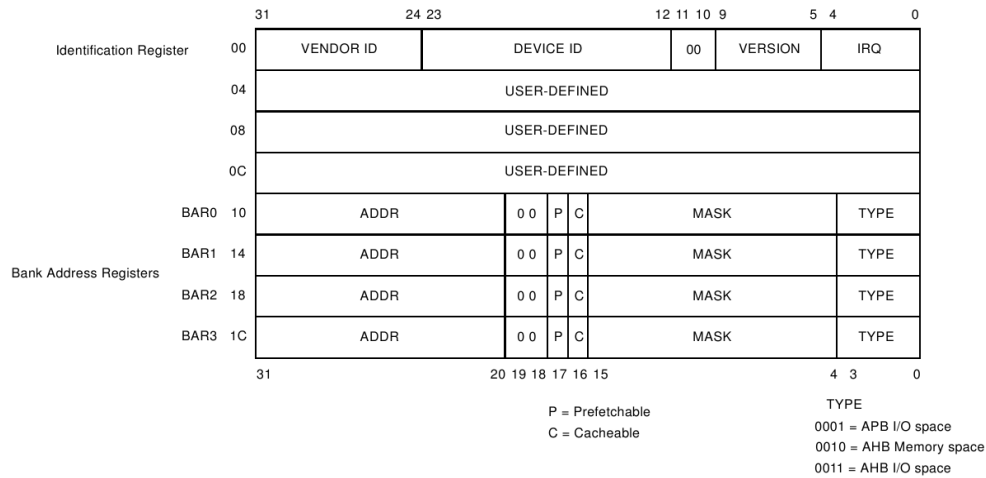 31 24 23 12 11 10 9 5 4 0
Identification Register 00 VENDOR ID DEVICE ID 00 VERSION IRQ
04 USER-DEFINED
08 USER-DEFINED
0C USER-DEFINED
BAR0 10 ADDR 0 0 P C MASK TYPE
BAR1 14 ADDR 0 0 P C MASK TYPE
Bank Address Registers
BAR2 18 ADDR 0 0 P C MASK TYPE
BAR3 1C ADDR 0 0 P C MASK TYPE
31 20 19 18 17 16 15 4 3 0
P = Prefetchable
C = Cacheable
TYPE
0001 = APB I/O space
0010 = AHB Memory space
0011 = AHB I/O space